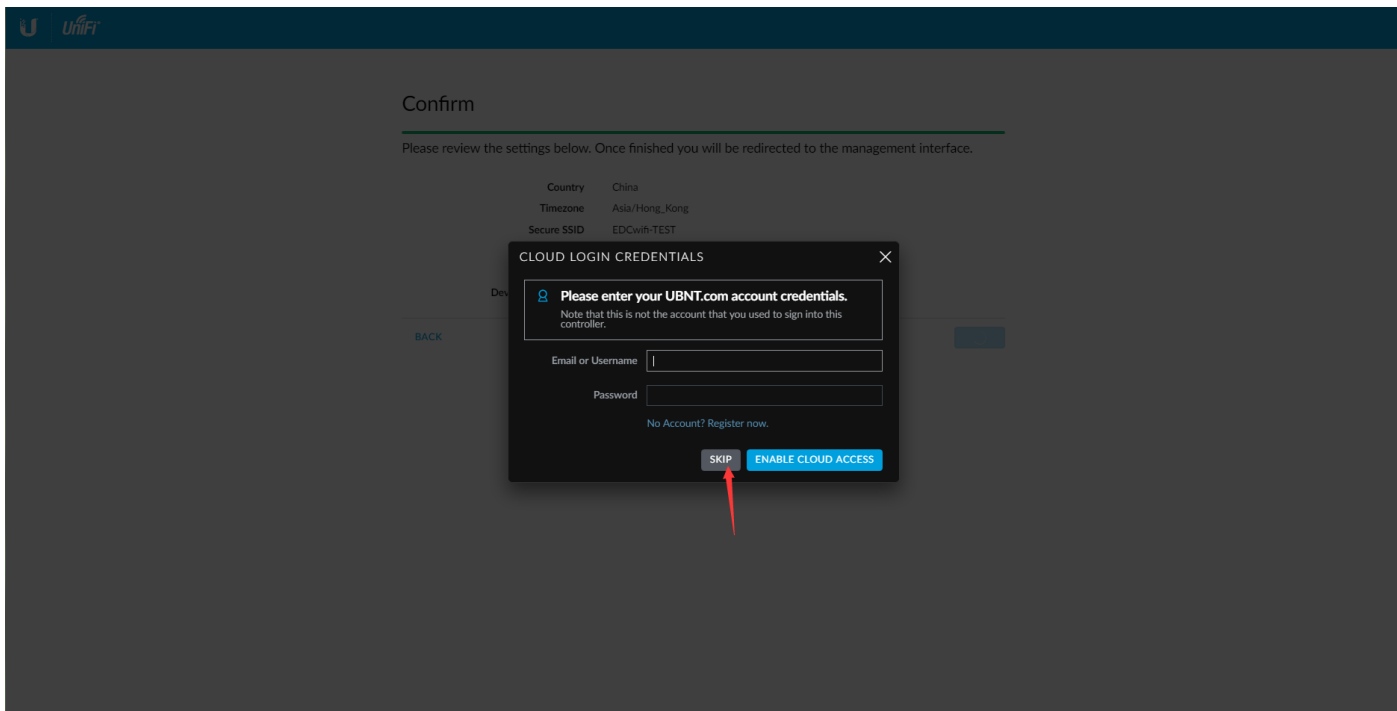 UniFi
Confirm
Please review the settings below. Once finished you will be redirected to the management interface.
Country China
Timezone Asia/Hong_Kong
Secure SSID EDCwifi-TEST
CLOUD LOGIN CREDENTIALS
Please enter your UBNT.com account credentials.
Note that this is not the account that you used to sign into this
controller.
Email or Username
Password
No Account? Register now.
SKIP ENABLE CLOUD ACCESS
BACK